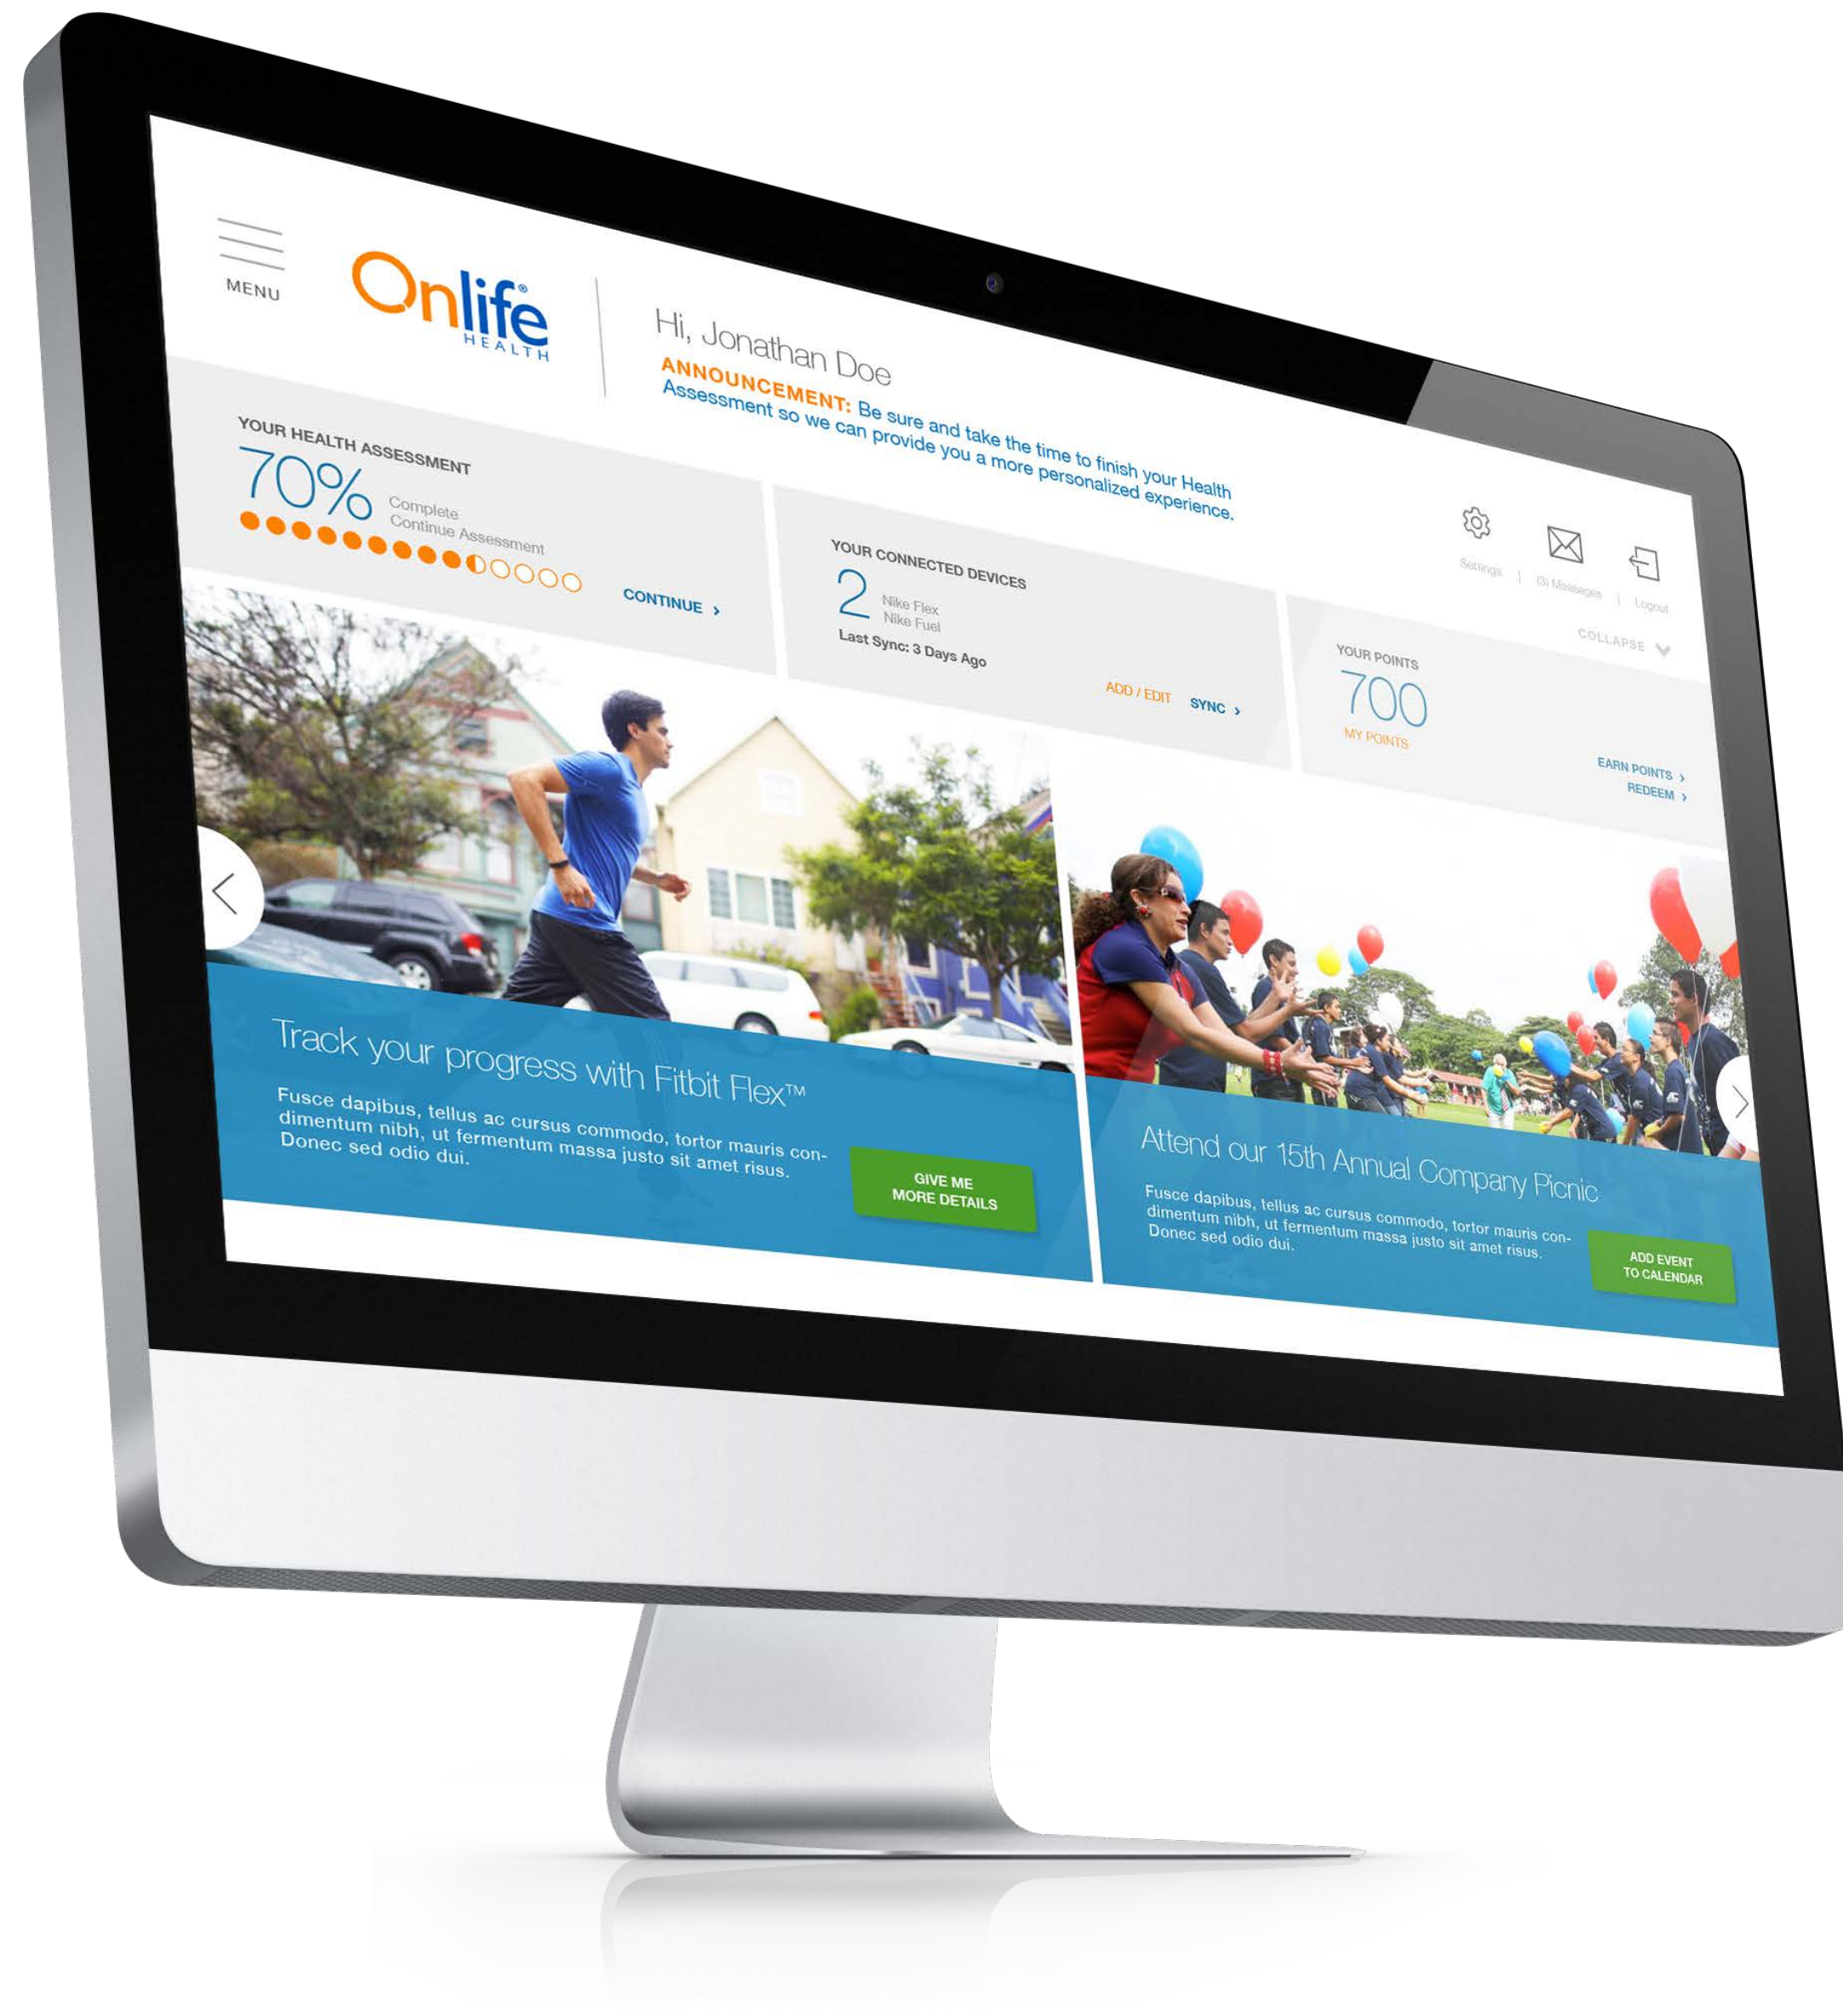 MENU
Onlife®
HEALTH
Hi, Jonathan Doe
ANNOUNCEMENT: Be sure and take the time to finish your Health
Assessment so we can provide you a more personalized experience.
Settings | (3) Messages | Logout
COLLAPSE
YOUR HEALTH ASSESSMENT
70%
Complete
Continue Assessment
CONTINUE >
YOUR CONNECTED DEVICES
2
Nike Flex
Nike Fuel
Last Sync: 3 Days Ago
ADD / EDIT SYNC >
YOUR POINTS
700
MY POINTS
EARN POINTS >
REDEEM >
Track your progress with Fitbit Flex™
Fusce dapibus, tellus ac cursus commodo, tortor mauris con-
dimentum nibh, ut fermentum massa justo sit amet risus.
Donec sed odio dui.
GIVE ME
MORE DETAILS
Attend our 15th Annual Company Picnic
Fusce dapibus, tellus ac cursus commodo, tortor mauris con-
dimentum nibh, ut fermentum massa justo sit amet risus.
Donec sed odio dui.
ADD EVENT
TO CALENDAR